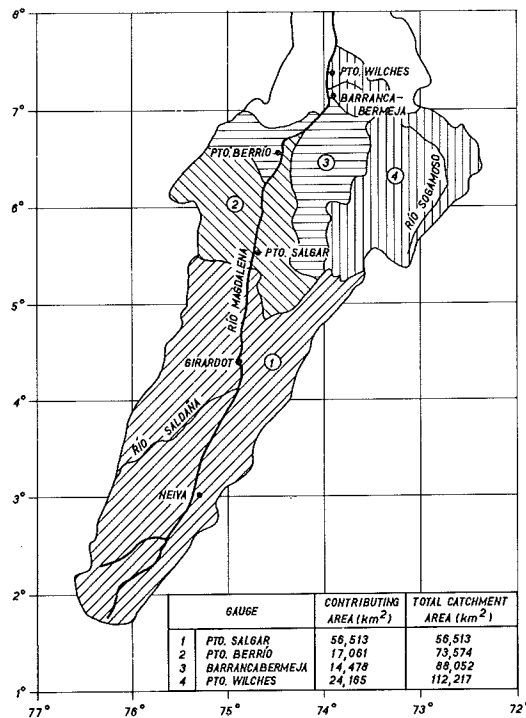 8°
PTO. WILCHES
7°
BARRANCA-
BERMEJA
PTO. BERRÍO
3
4
6°
2
RÍO SOGAMOSO
PTO. SALGAR
RÍO MAGDALENA
5°
GIRARDOT
1
4°
RÍO SALDAÑA
NEIVA
3°
2°
GAUGE CONTRIBUTING AREA (km²) TOTAL CATCHMENT AREA (km²)
1 PTO. SALGAR 56,513 56,513
2 PTO. BERRÍO 17,061 73,574
3 BARRANCABERMEJA 14,478 88,052
4 PTO. WILCHES 24,165 112,217
1°
77° 76° 75° 74° 73° 72°